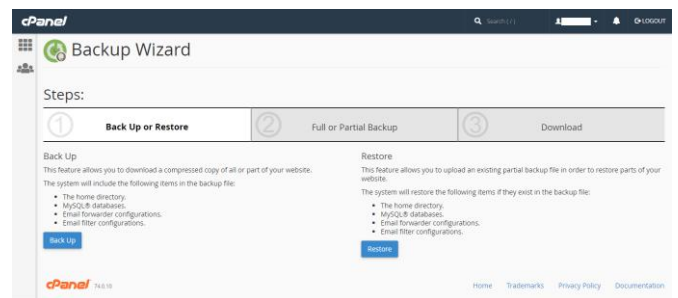 cPanel
Search ( / )
LOGOUT
Backup Wizard
Steps:
1 Back Up or Restore
2 Full or Partial Backup
3 Download
Back Up
This feature allows you to download a compressed copy of all or part of your website.
The system will include the following items in the backup file:
• The home directory.
• MySQL® databases.
• Email forwarder configurations.
• Email filter configurations.
Back Up
Restore
This feature allows you to upload an existing partial backup file in order to restore parts of your
website.
The system will restore the following items if they exist in the backup file:
• The home directory.
• MySQL® databases.
• Email forwarder configurations.
• Email filter configurations.
Restore
cPanel
Home Trademarks Privacy Policy Documentation